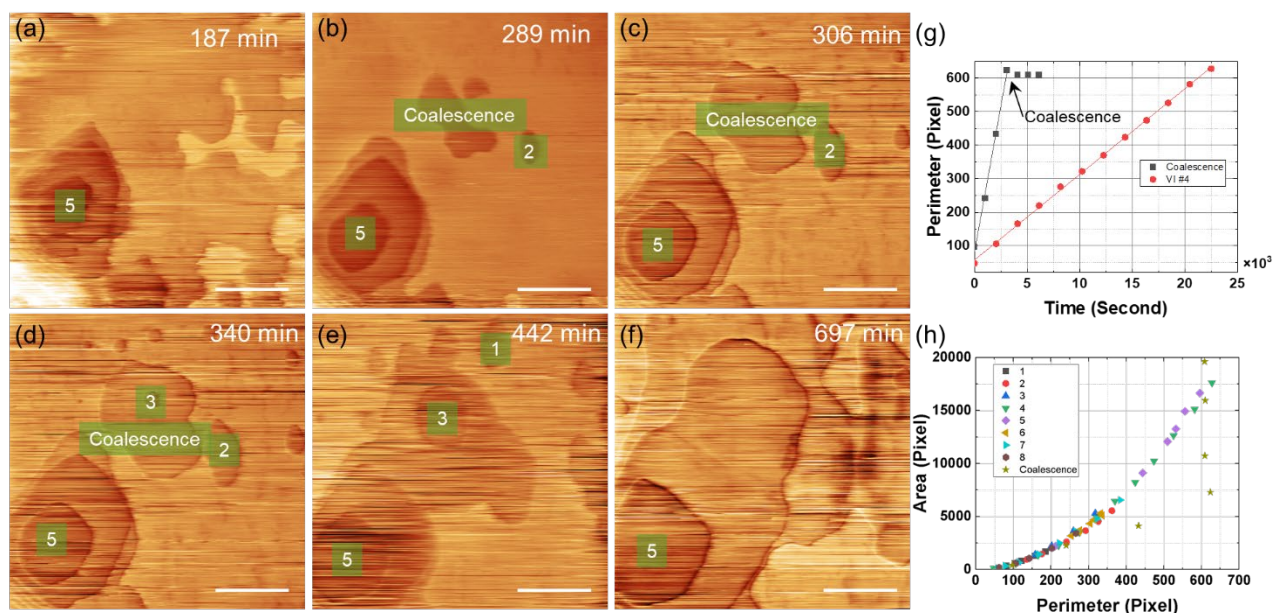 (a)
187 min
5
(b)
289 min
Coalescence
2
5
(c)
306 min
Coalescence
2
5
(d)
340 min
3
Coalescence
2
5
(e)
442 min
1
3
5
(f)
697 min
5
(g)
Perimeter (Pixel)
600
500
400
300
200
100
Coalescence
Coalescence
VI #4
0
5
10
15
20
25
×10³
Time (Second)
(h)
Area (Pixel)
20000
15000
10000
5000
0
1
2
3
4
5
6
7
8
Coalescence
0
100
200
300
400
500
600
700
Perimeter (Pixel)